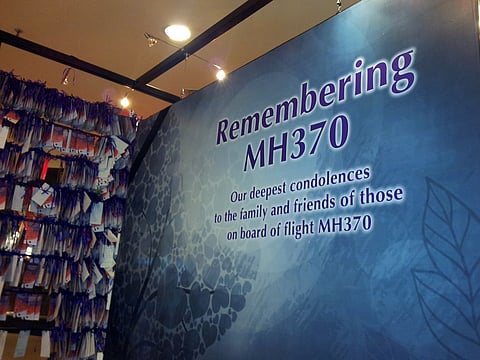 Remembering
MH370
Our deepest condolences
to the family and friends of those
on board of flight MH370